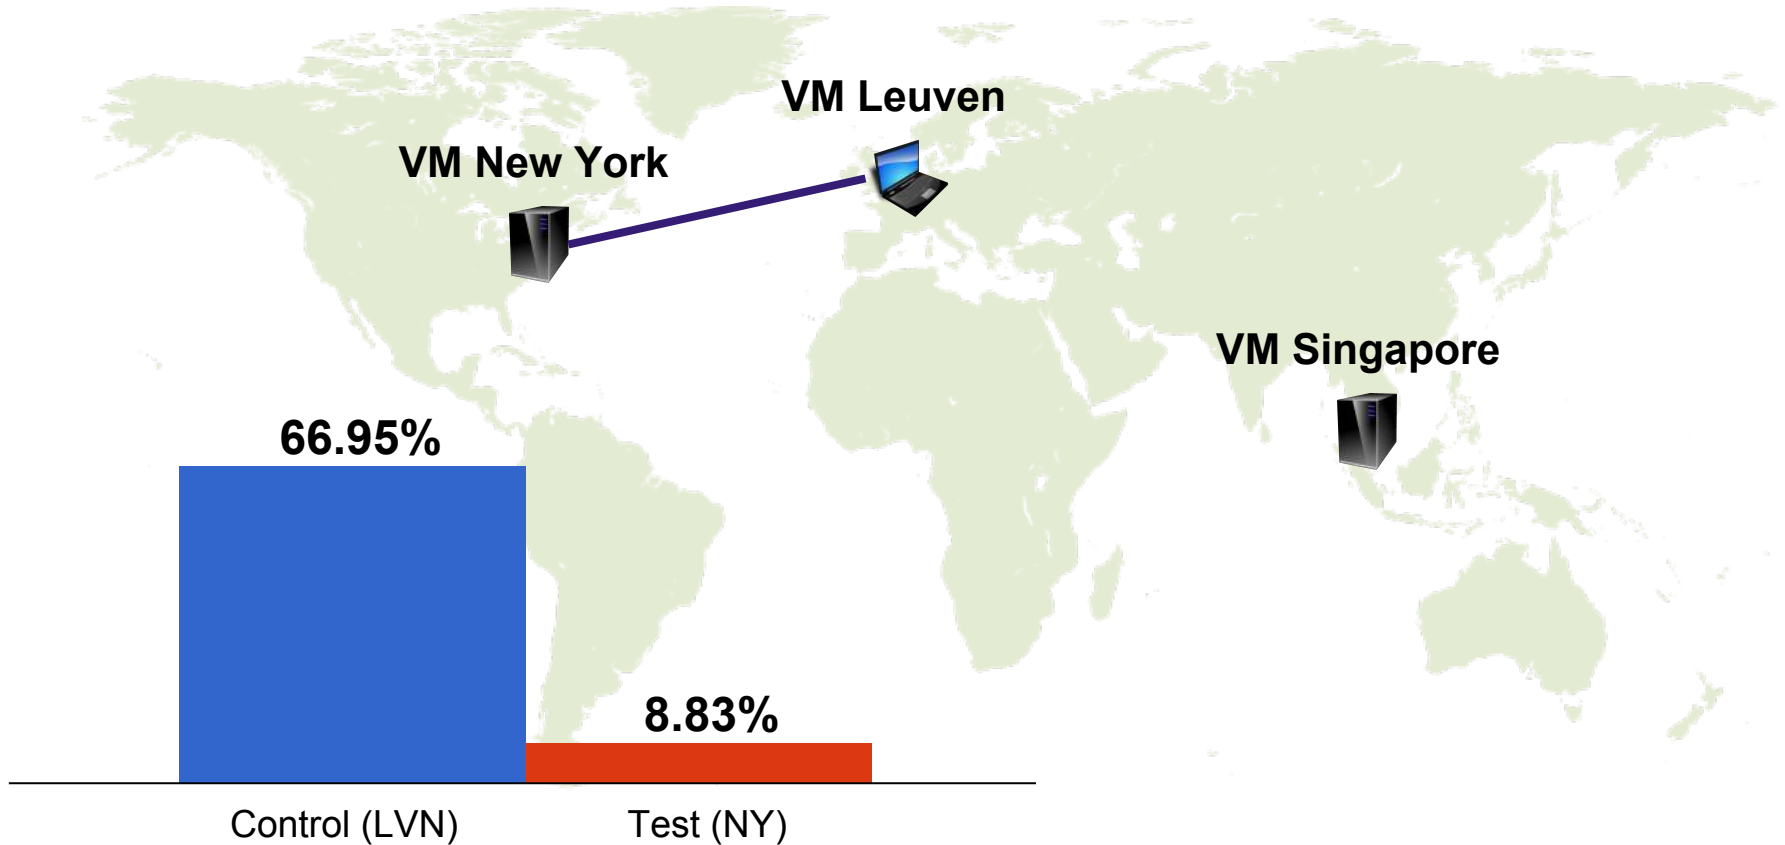 VM Leuven
VM New York
VM Singapore
66.95%
8.83%
Control (LVN)
Test (NY)